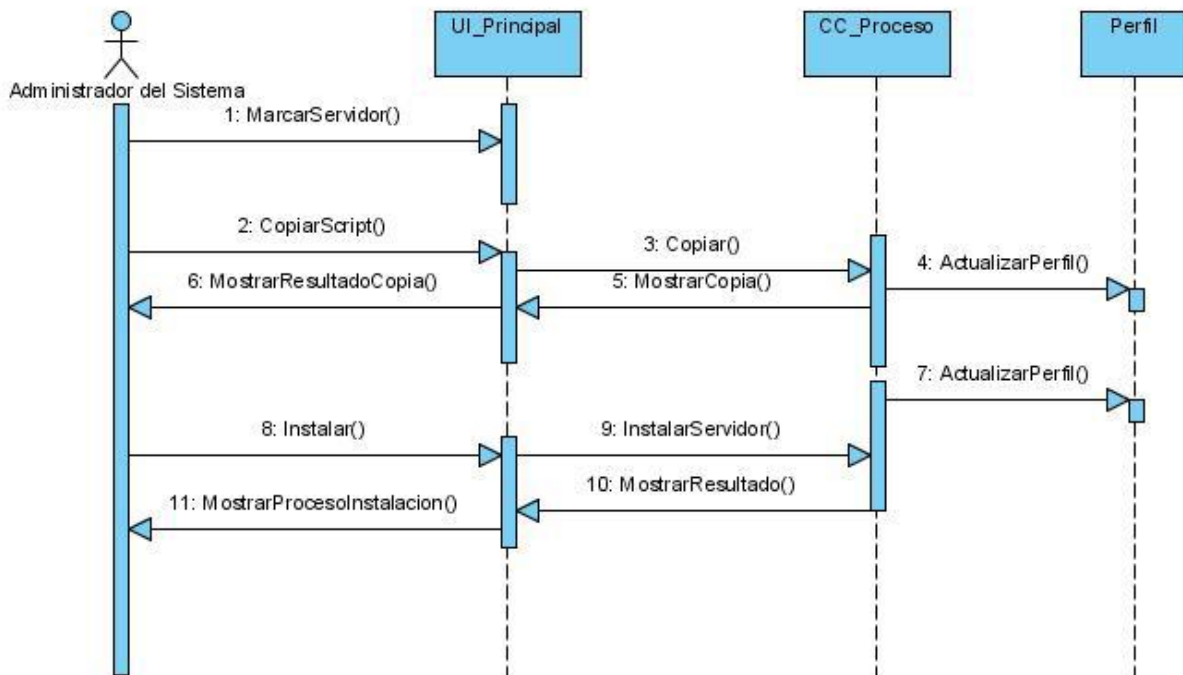 UI_Principal
CC_Proceso
Perfil
Administrador del Sistema
1: MarcarServidor()
2: CopiarScript()
3: Copiar()
4: ActualizarPerfil()
6: MostrarResultadoCopia()
5: MostrarCopia()
7: ActualizarPerfil()
8: Instalar()
9: InstalarServidor()
10: MostrarResultado()
11: MostrarProcesoInstalacion()